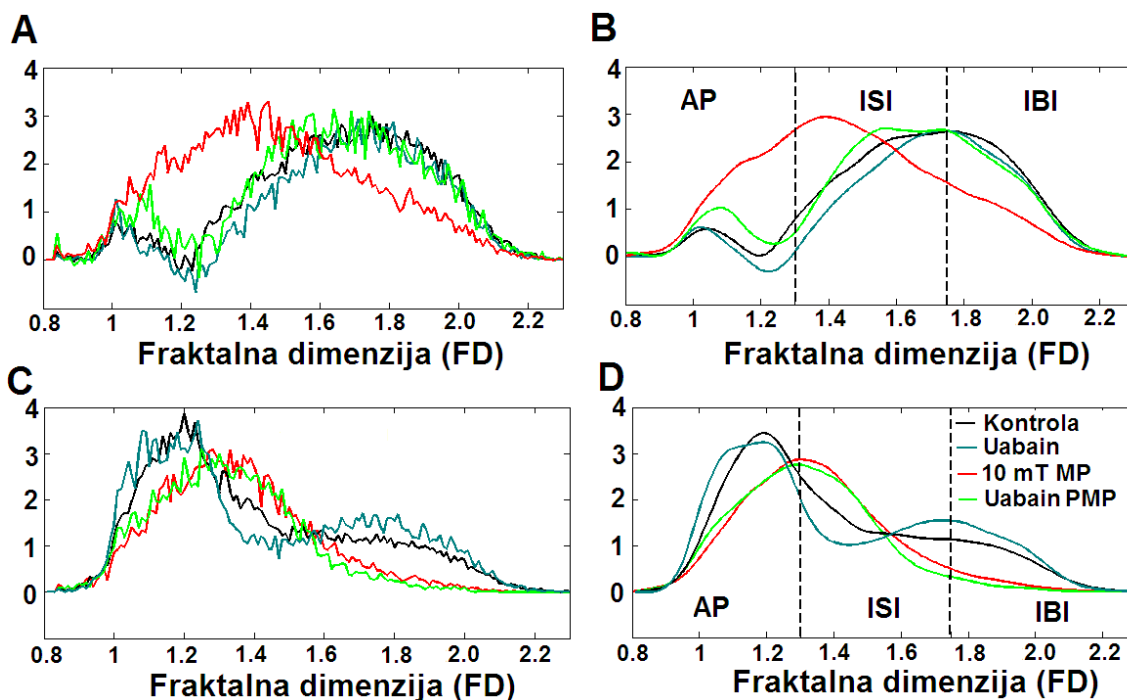 A
4
3
2
1
0
0.8 1 1.2 1.4 1.6 1.8 2.0 2.2
Fraktalna dimenzija (FD)
B
AP ISI IBI
4
3
2
1
0
0.8 1 1.2 1.4 1.6 1.8 2.0 2.2
Fraktalna dimenzija (FD)
C
4
3
2
1
0
0.8 1 1.2 1.4 1.6 1.8 2.0 2.2
Fraktalna dimenzija (FD)
D
Kontrola
Uabain
10 mT MP
Uabain PMP
4
3
2
1
0
AP ISI IBI
0.8 1 1.2 1.4 1.6 1.8 2.0 2.2
Fraktalna dimenzija (FD)